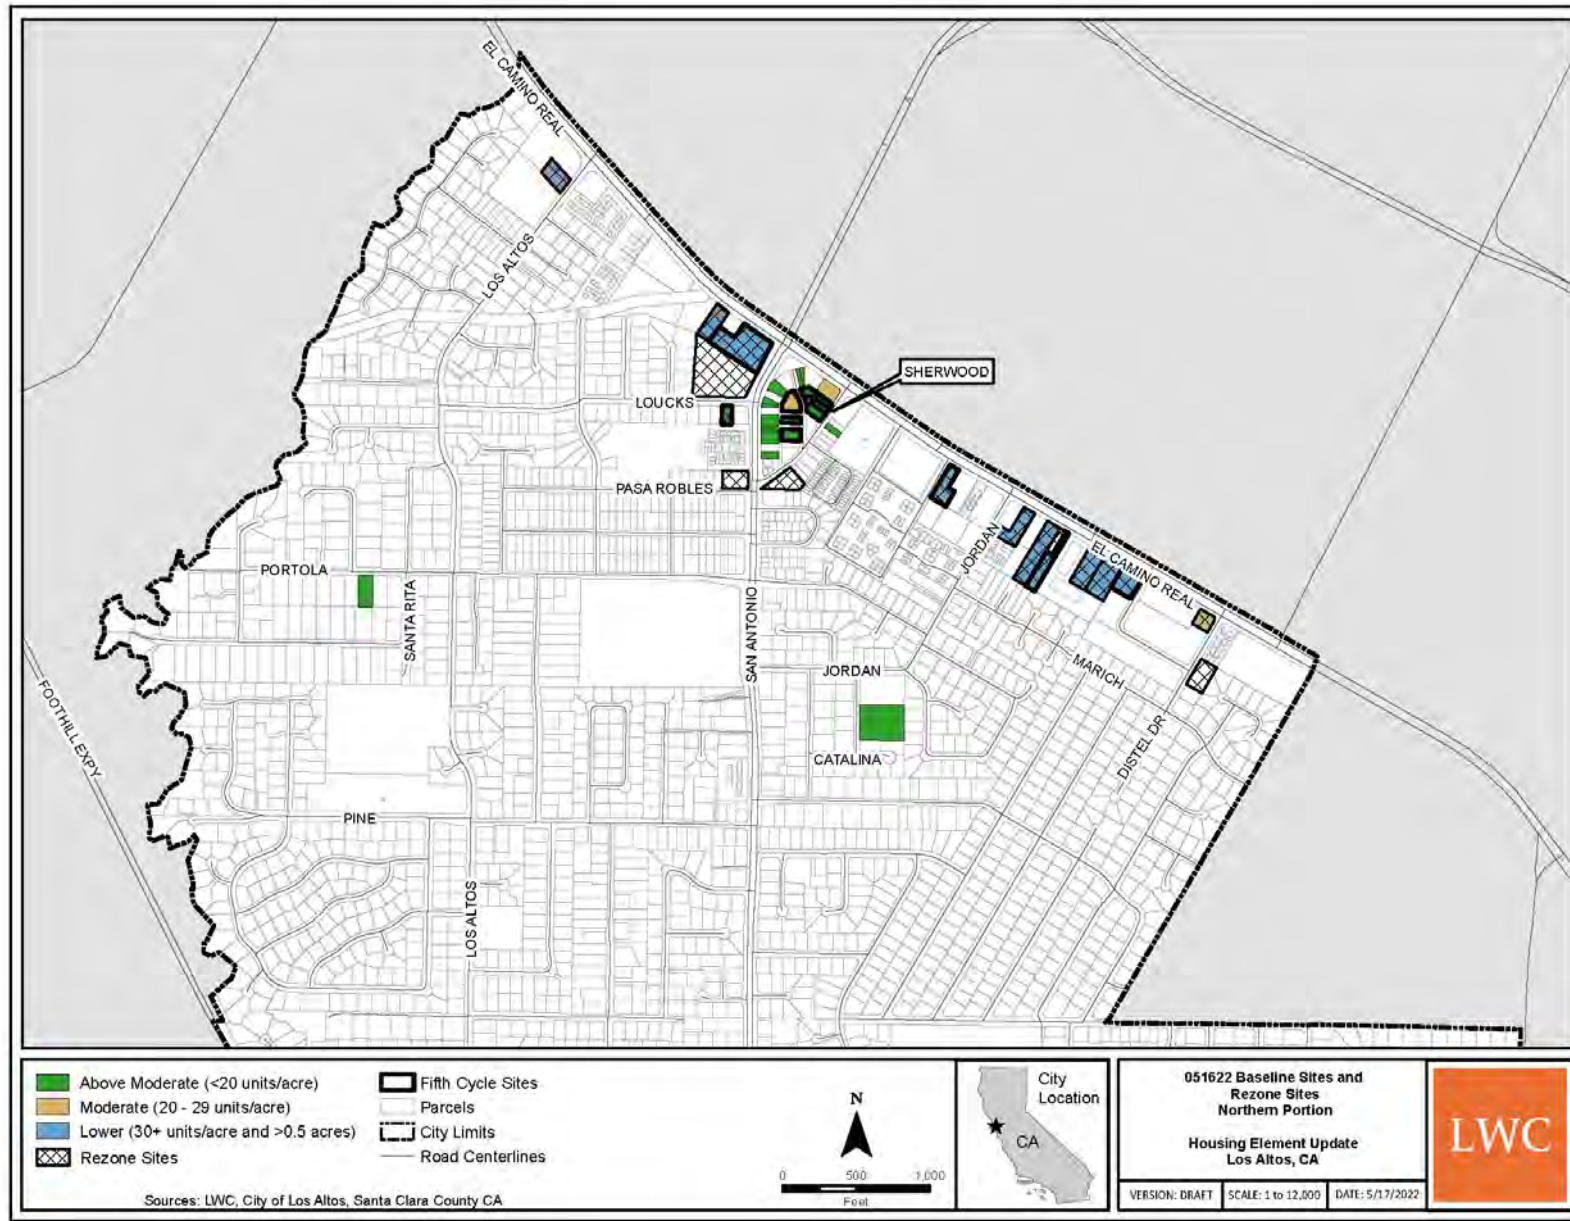 EL CAMINO REAL
LOS ALTOS
SHERWOOD
LOUCKS
PASA ROBLES
JORDAN
EL CAMINO REAL
PORTOLA
SANTA RITA
SAN ANTONIO
JORDAN
MARICH
FOOTHILL EXPY
DISTEL DR
CATALINA
PINE
LOS ALTOS
Above Moderate (<20 units/acre)
Moderate (20 - 29 units/acre)
Lower (30+ units/acre and >0.5 acres)
Rezone Sites
Fifth Cycle Sites
Parcels
City Limits
Road Centerlines
Sources: LWC, City of Los Altos, Santa Clara County CA
N
0 500 1,000
Feet
City
Location
CA
051622 Baseline Sites and
Rezone Sites
Northern Portion
Housing Element Update
Los Altos, CA
VERSION: DRAFT
SCALE: 1 to 12,000
DATE: 5/17/2022
LWC